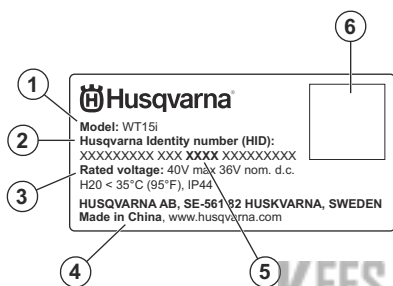 6
1
Husqvarna
Model: WT15i
2
Husqvarna Identity number (HID):
XXXXXXXXX XXX XXXX XXXXXXXXX
3
Rated voltage: 40V max 36V nom. d.c.
H20 < 35°C (95°F), IP44
HUSQVARNA AB, SE-561 82 HUSKVARNA, SWEDEN
Made in China, www.husqvarna.com
4
5
KEES